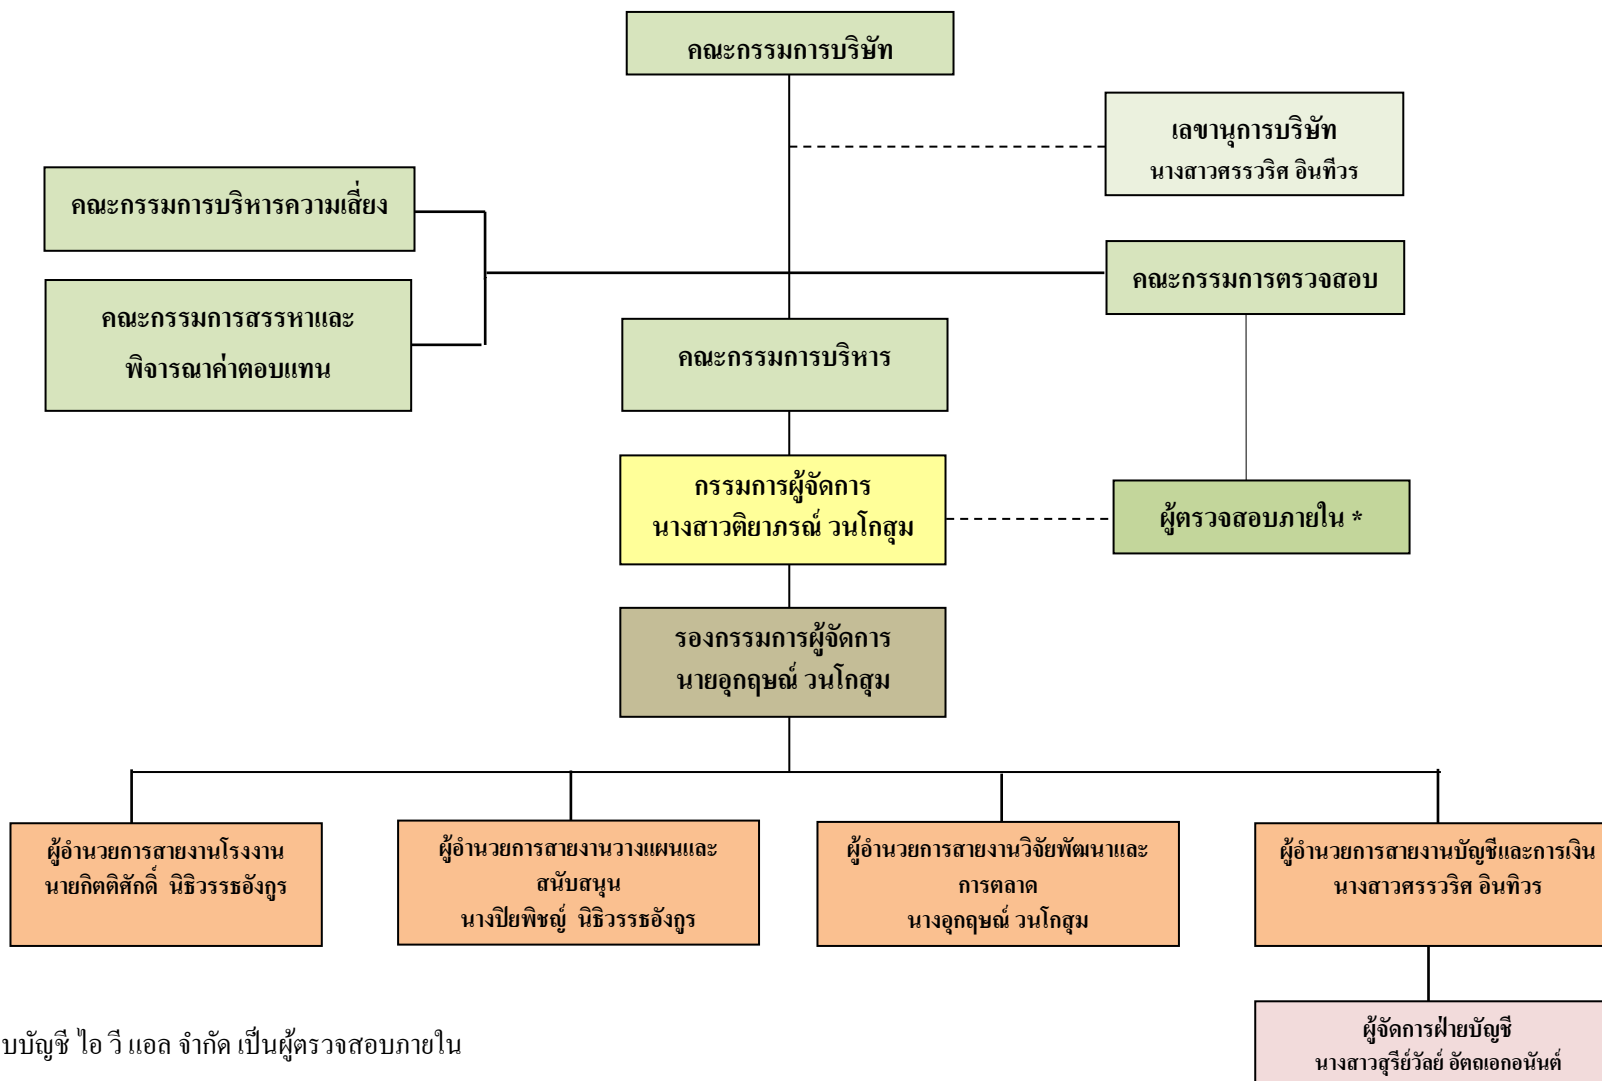 คณะกรรมการบริษัท
เลขานุการบริษัท
นางสาวศรรวริศ อินทีวร
คณะกรรมการบริหารความเสี่ยง
คณะกรรมการตรวจสอบ
คณะกรรมการสรรหาและ
พิจารณาค่าตอบแทน
คณะกรรมการบริหาร
กรรมการผู้จัดการ
นางสาวติยาภรณ์ วนโกสุม
ผู้ตรวจสอบภายใน *
รองกรรมการผู้จัดการ
นายอุกฤษณ์ วนโกสุม
ผู้อำนวยการสายงานโรงงาน
นายกิตติศักดิ์ นิธิวรรธอังกูร
ผู้อำนวยการสายงานวางแผนและ
สนับสนุน
นางปิยพิชญ์ นิธิวรรธอังกูร
ผู้อำนวยการสายงานวิจัยพัฒนาและ
การตลาด
นางอุกฤษณ์ วนโกสุม
ผู้อำนวยการสายงานบัญชีและการเงิน
นางสาวศรรวริศ อินทิวร
ผู้จัดการฝ่ายบัญชี
นางสาวสุรีย์วัลย์ อัตถเอกอนันต์
บบัญชี ไอ วี แอล จำกัด เป็นผู้ตรวจสอบภายใน